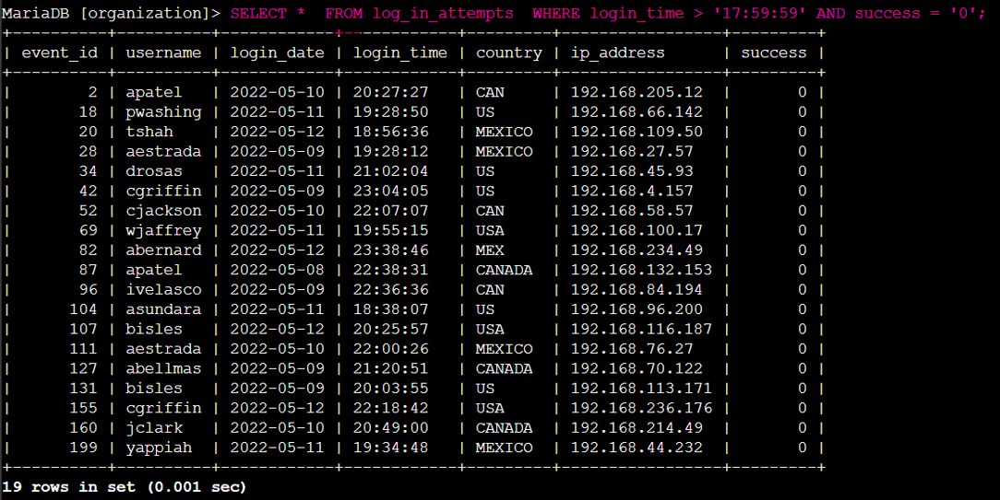 MariaDB [organization]> SELECT *  FROM log_in_attempts  WHERE login_time > '17:59:59' AND success = '0';
+----------+----------+------------+------------+---------+-----------------+---------+
| event_id | username | login_date | login_time | country | ip_address      | success |
+----------+----------+------------+------------+---------+-----------------+---------+
|        2 | apatel   | 2022-05-10 | 20:27:27   | CAN     | 192.168.205.12  |       0 |
|       18 | pwashing | 2022-05-11 | 19:28:50   | US      | 192.168.66.142  |       0 |
|       20 | tshah    | 2022-05-12 | 18:56:36   | MEXICO  | 192.168.109.50  |       0 |
|       28 | aestrada | 2022-05-09 | 19:28:12   | MEXICO  | 192.168.27.57   |       0 |
|       34 | drosas   | 2022-05-11 | 21:02:04   | US      | 192.168.45.93   |       0 |
|       42 | cgriffin | 2022-05-09 | 23:04:05   | US      | 192.168.4.157   |       0 |
|       52 | cjackson | 2022-05-10 | 22:07:07   | CAN     | 192.168.58.57   |       0 |
|       69 | wjaffrey | 2022-05-11 | 19:55:15   | USA     | 192.168.100.17  |       0 |
|       82 | abernard | 2022-05-12 | 23:38:46   | MEX     | 192.168.234.49  |       0 |
|       87 | apatel   | 2022-05-08 | 22:38:31   | CANADA  | 192.168.132.153 |       0 |
|       96 | ivelasco | 2022-05-09 | 22:36:36   | CAN     | 192.168.84.194  |       0 |
|      104 | asundara | 2022-05-11 | 18:38:07   | US      | 192.168.96.200  |       0 |
|      107 | bisles   | 2022-05-12 | 20:25:57   | USA     | 192.168.116.187 |       0 |
|      111 | aestrada | 2022-05-10 | 22:00:26   | MEXICO  | 192.168.76.27   |       0 |
|      127 | abellmas | 2022-05-09 | 21:20:51   | CANADA  | 192.168.70.122  |       0 |
|      131 | bisles   | 2022-05-09 | 20:03:55   | US      | 192.168.113.171 |       0 |
|      155 | cgriffin | 2022-05-12 | 22:18:42   | USA     | 192.168.236.176 |       0 |
|      160 | jclark   | 2022-05-10 | 20:49:00   | CANADA  | 192.168.214.49  |       0 |
|      199 | yappiah  | 2022-05-11 | 19:34:48   | MEXICO  | 192.168.44.232  |       0 |
+----------+----------+------------+------------+---------+-----------------+---------+
19 rows in set (0.001 sec)